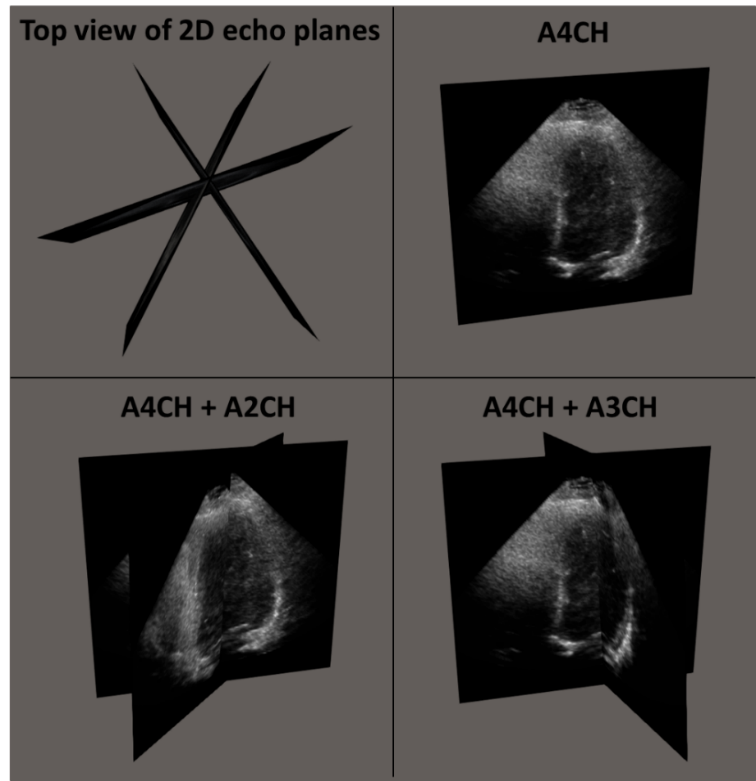 Top view of 2D echo planes
A4CH
A4CH + A2CH
A4CH + A3CH